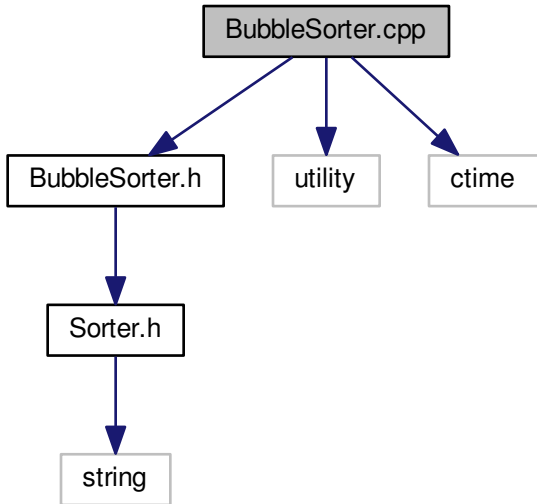 BubbleSorter.cpp
BubbleSorter.h
utility
ctime
Sorter.h
string